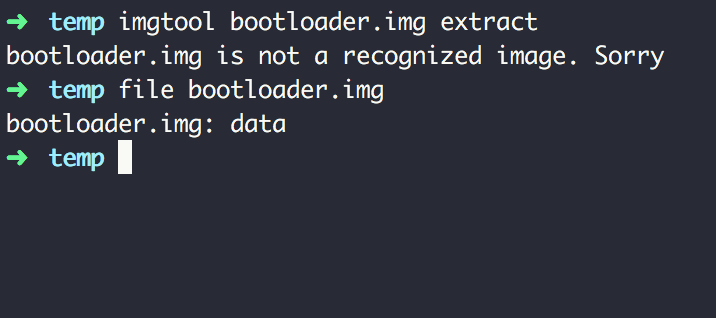 ➜ temp imgtool bootloader.img extract
bootloader.img is not a recognized image. Sorry
➜ temp file bootloader.img
bootloader.img: data
➜ temp